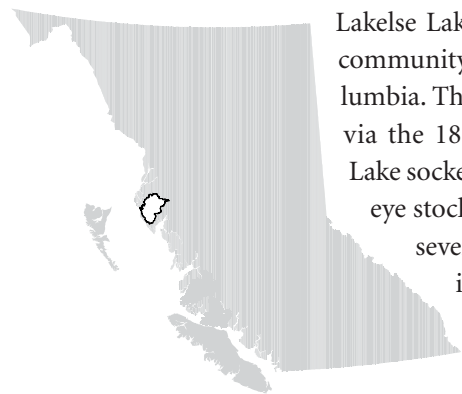 Lakelse Lak
community
lumbia. Th
via the 18
Lake socke
eye stock
seve
i